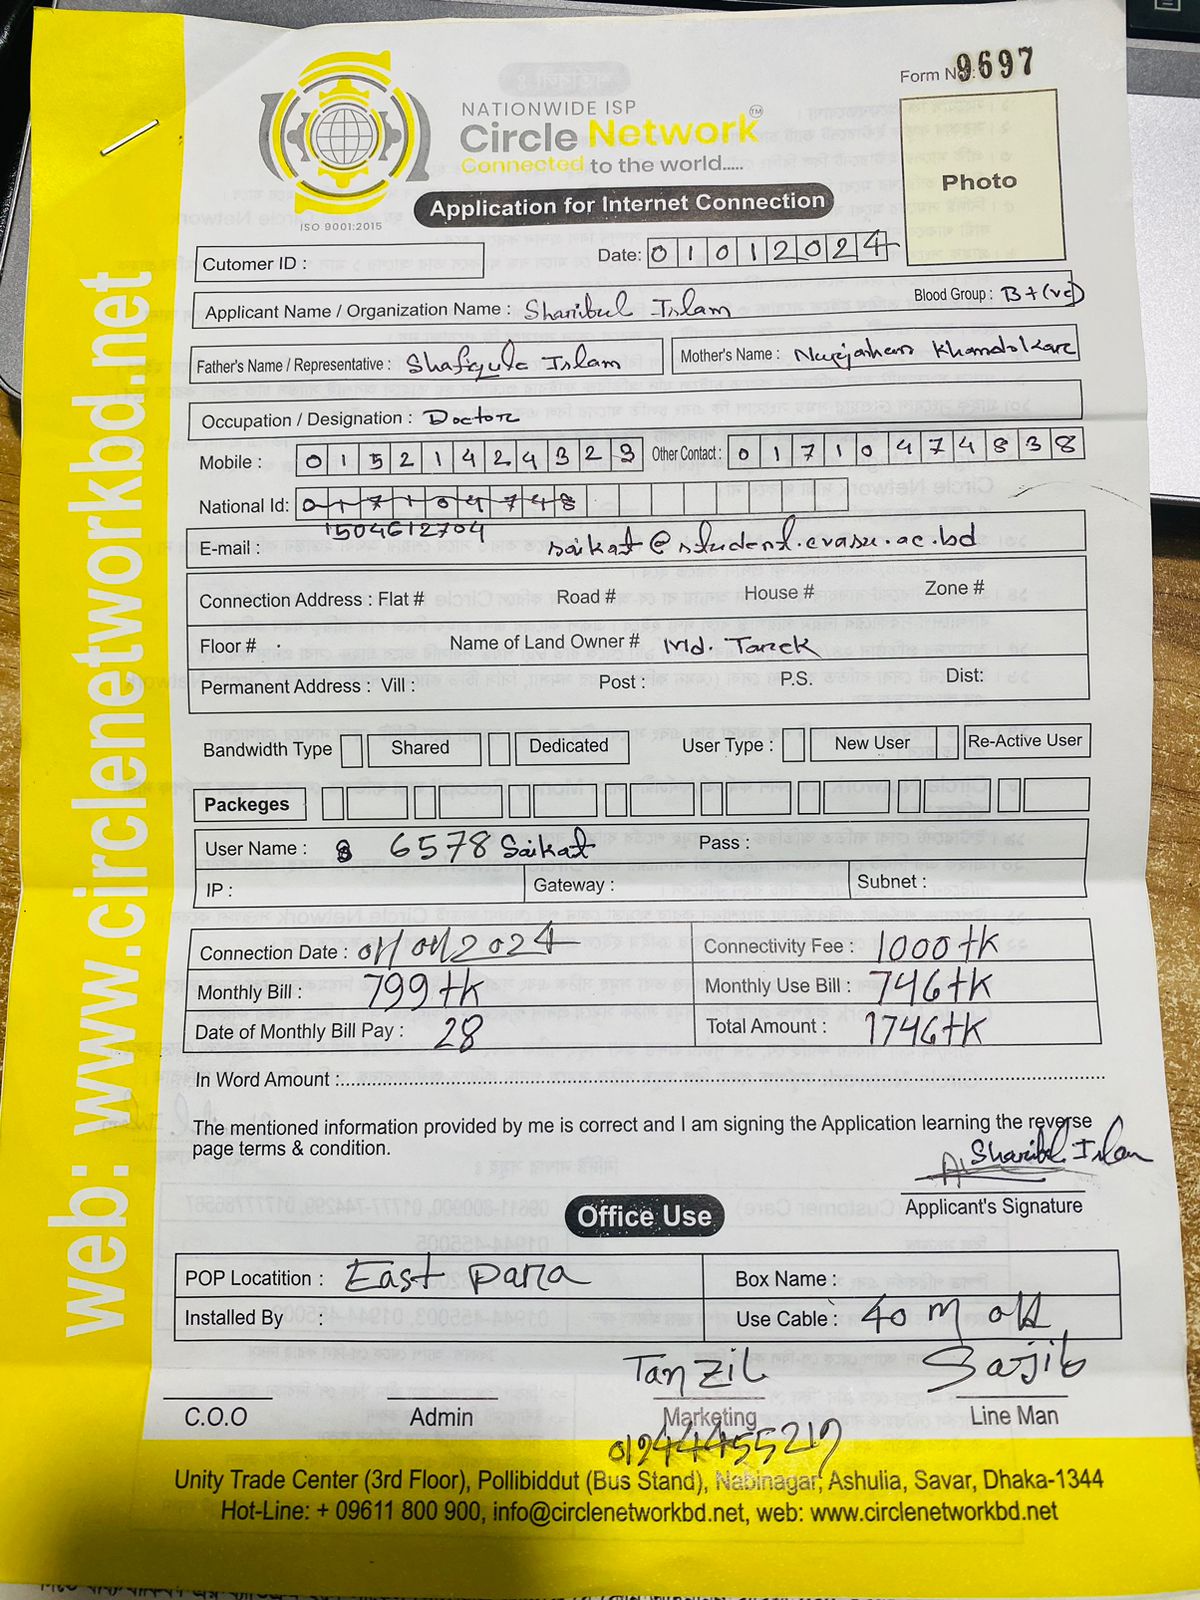 Form No: 9697
NATIONWIDE ISP
Circle Network™
Connected to the world.....
ISO 9001:2015
Photo
Application for Internet Connection
Cutomer ID :
Date: 01012024
Applicant Name / Organization Name : Sharibul Islam Blood Group : B+(ve)
Father's Name / Representative : Shafiqule Islam Mother's Name : Nurjahan Khandokar
Occupation / Designation : Doctor
Mobile : 01521424323 Other Contact : 01710474838
National Id: 017104748
1504612704
E-mail : saikat@student.cvasu.ac.bd
Connection Address : Flat # Road # House # Zone #
Floor # Name of Land Owner # Md. Tarek
Permanent Address : Vill : Post : P.S. Dist:
Bandwidth Type Shared Dedicated User Type : New User Re-Active User
Packeges
User Name : 6578 Saikat Pass :
IP : Gateway : Subnet :
Connection Date : 01/01/2024 Connectivity Fee : 1000 tk
Monthly Bill : 799 tk Monthly Use Bill : 746 tk
Date of Monthly Bill Pay : 28 Total Amount : 1746 tk
In Word Amount :
The mentioned information provided by me is correct and I am signing the Application learning the reverse
page terms & condition.
Sharibul Islam
Applicant's Signature
Office Use
POP Locatition : East para Box Name :
Installed By : Use Cable : 40 m
Tanzil Sajib
C.O.O Admin Marketing Line Man
01944455219
Unity Trade Center (3rd Floor), Pollibiddut (Bus Stand), Nabinagar, Ashulia, Savar, Dhaka-1344
Hot-Line: + 09611 800 900, info@circlenetworkbd.net, web: www.circlenetworkbd.net
web: www.circlenetworkbd.net